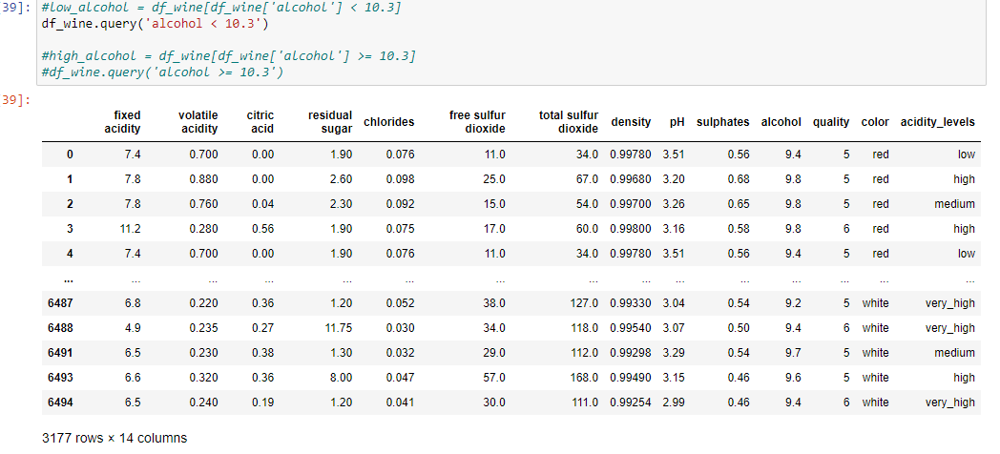 39]: #low_alcohol = df_wine[df_wine['alcohol'] < 10.3]
df_wine.query('alcohol < 10.3')
#high_alcohol = df_wine[df_wine['alcohol'] >= 10.3]
#df_wine.query('alcohol >= 10.3')
39]:
fixed acidity volatile acidity citric acid residual sugar chlorides free sulfur dioxide total sulfur dioxide density pH sulphates alcohol quality color acidity_levels
0 7.4 0.700 0.00 1.90 0.076 11.0 34.0 0.99780 3.51 0.56 9.4 5 red low
1 7.8 0.880 0.00 2.60 0.098 25.0 67.0 0.99680 3.20 0.68 9.8 5 red high
2 7.8 0.760 0.04 2.30 0.092 15.0 54.0 0.99700 3.26 0.65 9.8 5 red medium
3 11.2 0.280 0.56 1.90 0.075 17.0 60.0 0.99800 3.16 0.58 9.8 6 red high
4 7.4 0.700 0.00 1.90 0.076 11.0 34.0 0.99780 3.51 0.56 9.4 5 red low
... ... ... ... ... ... ... ... ... ... ... ... ... ... ...
6487 6.8 0.220 0.36 1.20 0.052 38.0 127.0 0.99330 3.04 0.54 9.2 5 white very_high
6488 4.9 0.235 0.27 11.75 0.030 34.0 118.0 0.99540 3.07 0.50 9.4 6 white very_high
6491 6.5 0.230 0.38 1.30 0.032 29.0 112.0 0.99298 3.29 0.54 9.7 5 white medium
6493 6.6 0.320 0.36 8.00 0.047 57.0 168.0 0.99490 3.15 0.46 9.6 5 white high
6494 6.5 0.240 0.19 1.20 0.041 30.0 111.0 0.99254 2.99 0.46 9.4 6 white very_high
3177 rows × 14 columns